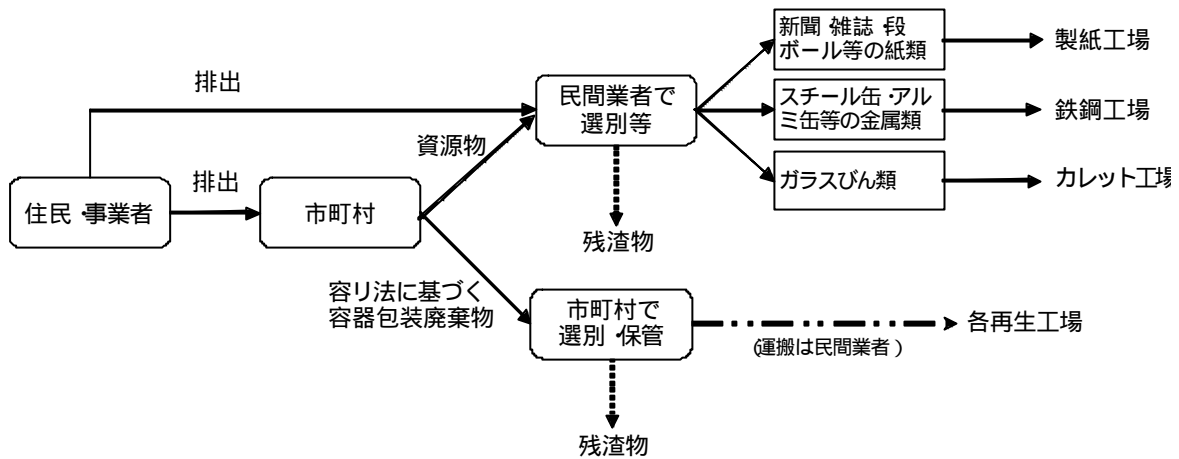 排出
住民・事業者
排出
市町村
資源物
民間業者で
選別等
残渣物
新聞・雑誌・段
ボール等の紙類
製紙工場
スチール缶・アル
ミ缶等の金属類
鉄鋼工場
ガラスびん類
カレット工場
容リ法に基づく
容器包装廃棄物
市町村で
選別・保管
(運搬は民間業者)
各再生工場
残渣物